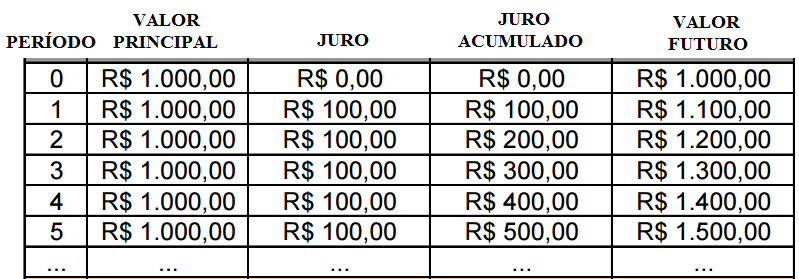 PERÍODO VALOR PRINCIPAL JURO JURO ACUMULADO VALOR FUTURO
0 R$ 1.000,00 R$ 0,00 R$ 0,00 R$ 1.000,00
1 R$ 1.000,00 R$ 100,00 R$ 100,00 R$ 1.100,00
2 R$ 1.000,00 R$ 100,00 R$ 200,00 R$ 1.200,00
3 R$ 1.000,00 R$ 100,00 R$ 300,00 R$ 1.300,00
4 R$ 1.000,00 R$ 100,00 R$ 400,00 R$ 1.400,00
5 R$ 1.000,00 R$ 100,00 R$ 500,00 R$ 1.500,00
... ... ... ... ...